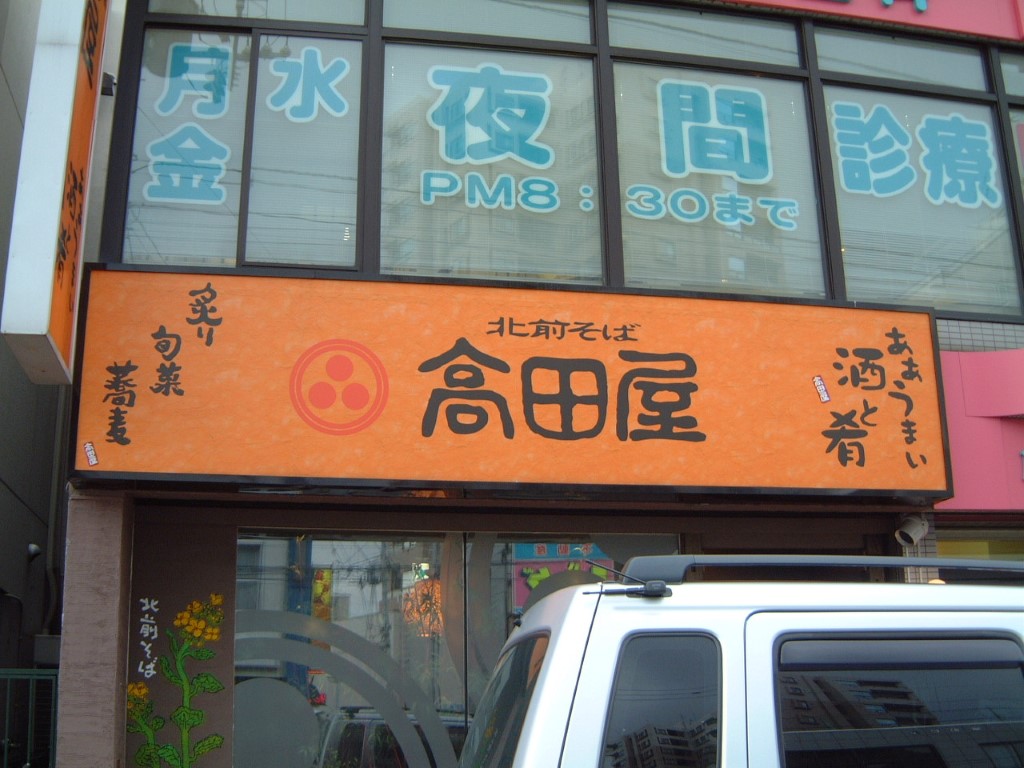 月 水 夜 間 診 療
金
PM8:30まで
炙り
旬菜
蕎麦
北前そば
高田屋
ああうまい
酒と
肴
北前そば